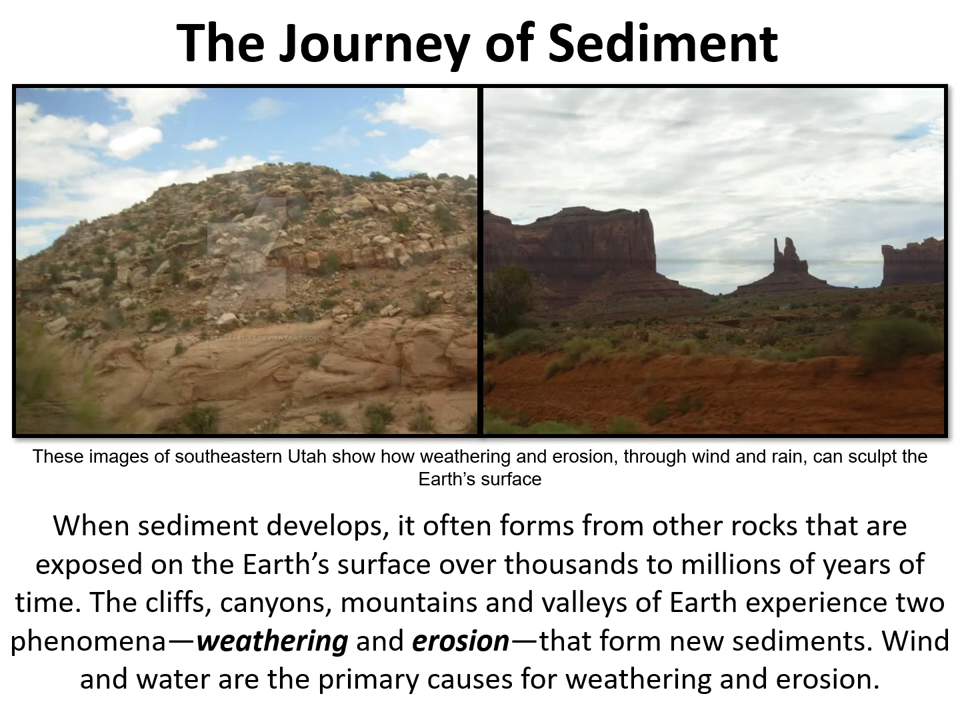 The Journey of Sediment
These images of southeastern Utah show how weathering and erosion, through wind and rain, can sculpt the
Earth’s surface
When sediment develops, it often forms from other rocks that are
exposed on the Earth’s surface over thousands to millions of years of
time. The cliffs, canyons, mountains and valleys of Earth experience two
phenomena—weathering and erosion—that form new sediments. Wind
and water are the primary causes for weathering and erosion.